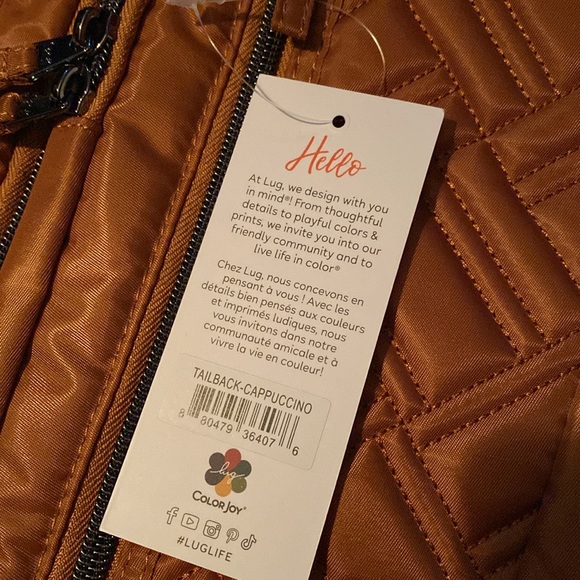 Hello
At Lug, we design with you
in mind®! From thoughtful
details to playful colors &
prints, we invite you into our
friendly community and to
live life in color®
Chez Lug, nous concevons en
pensant à vous ! Avec les
détails bien pensés aux couleurs
et imprimés ludiques, nous
vous invitons dans notre
communauté amicale et à
vivre la vie en couleur!
TAILBACK-CAPPUCCINO
8 80479 36407 6
lug
COLORJOY®
#LUGLIFE